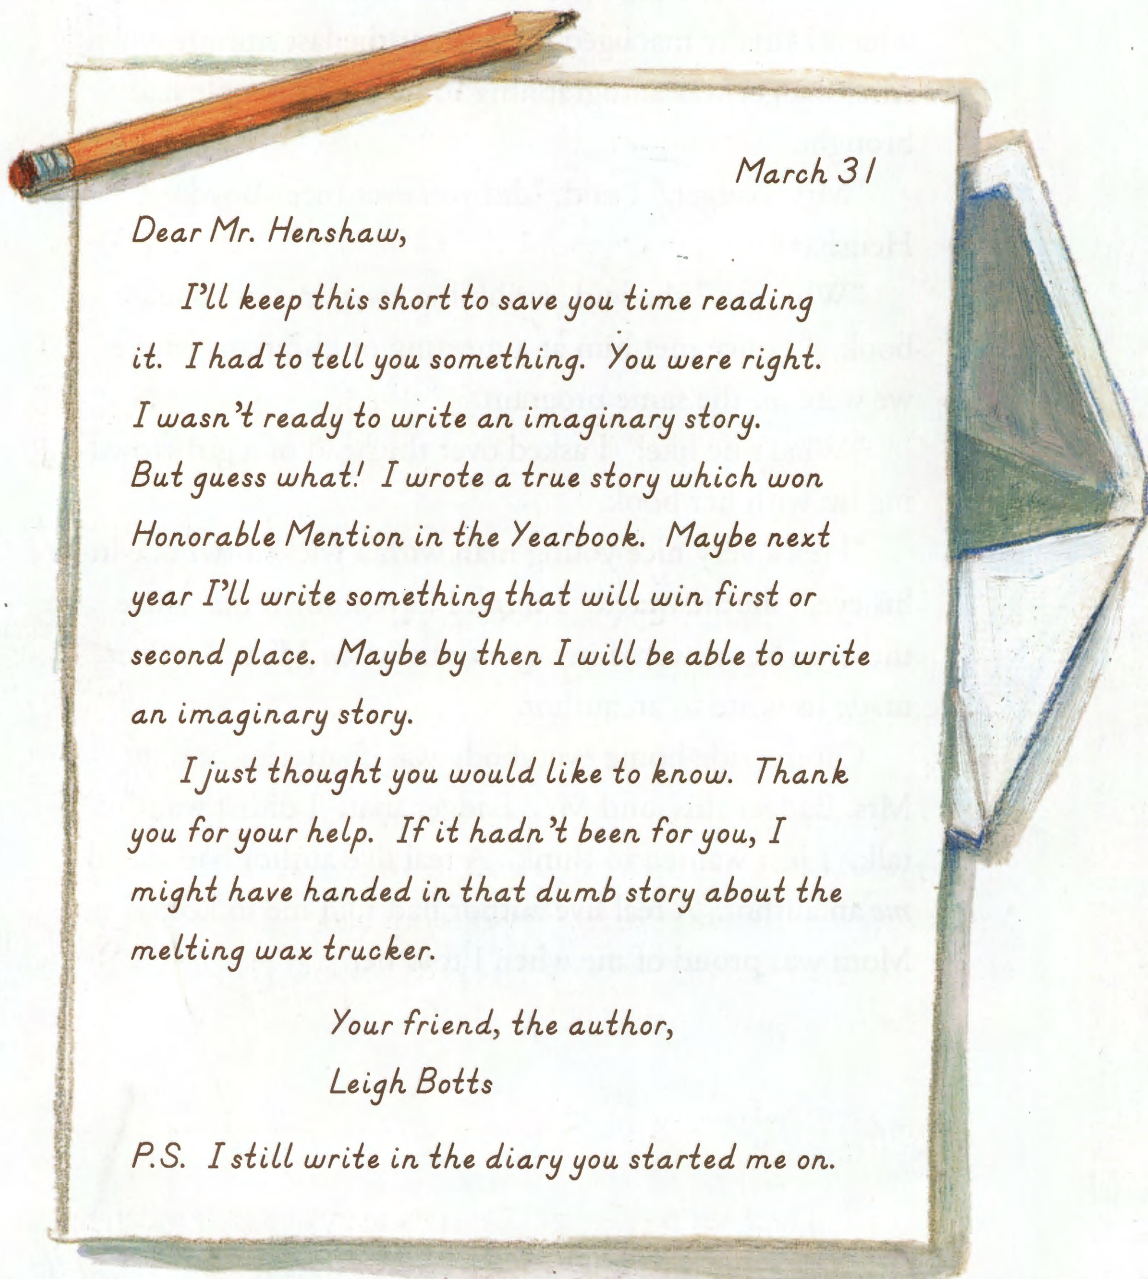 March 31
Dear Mr. Henshaw,
I'll keep this short to save you time reading
it. I had to tell you something. You were right.
I wasn't ready to write an imaginary story.
But guess what! I wrote a true story which won
Honorable Mention in the Yearbook. Maybe next
year I'll write something that will win first or
second place. Maybe by then I will be able to write
an imaginary story.
I just thought you would like to know. Thank
you for your help. If it hadn't been for you, I
might have handed in that dumb story about the
melting wax trucker.
Your friend, the author,
Leigh Botts
P.S. I still write in the diary you started me on.